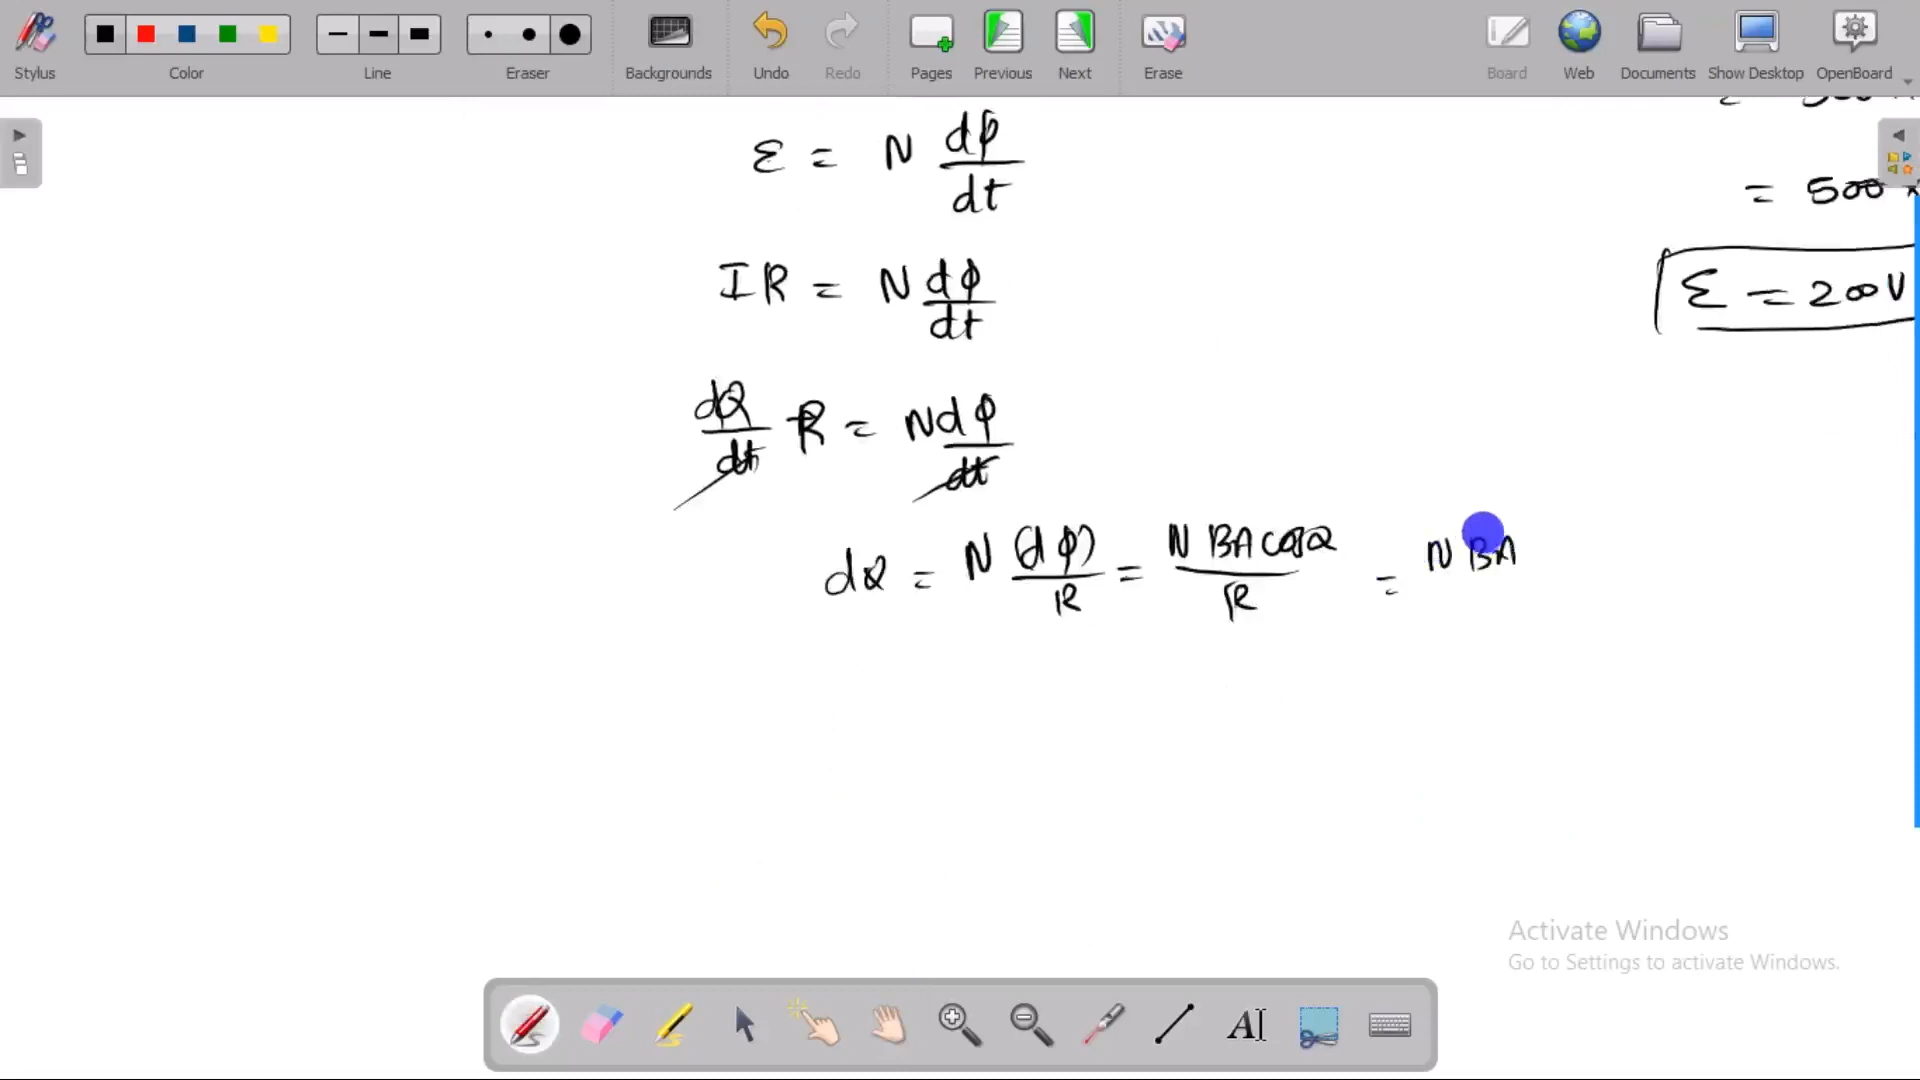 Stylus Color Line Eraser Backgrounds Undo Redo Pages Previous Next Erase Board Web Documents Show Desktop OpenBoard
ε = N dφ/dt
= 500
IR = N dφ/dt
ε = 200V
dQ/dt R = N dφ/dt
dQ = N (dφ)/R = N BA cosθ/R = N BA
Activate Windows
Go to Settings to activate Windows.
AI